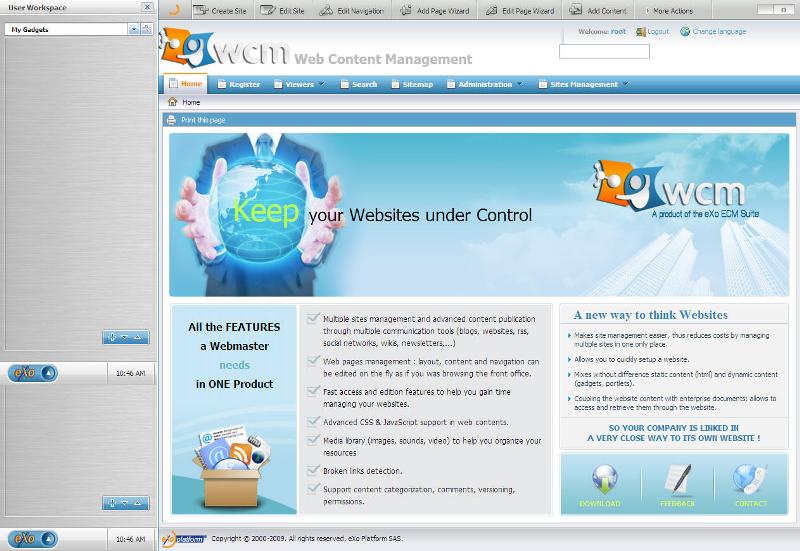 User Workspace
My Gadgets
10:46 AM
eXo
10:46 AM
eXo
Create Site
Edit Site
Edit Navigation
Add Page Wizard
Edit Page Wizard
Add Content
More Actions
wcm Web Content Management
Welcome: root
Logout
Change language
Home
Register
Viewers
Search
Sitemap
Administration
Sites Management
Home
Print this page
Keep your Websites under Control
wcm
A product of the eXo ECM Suite
All the FEATURES
a Webmaster
needs
in ONE Product
Multiple sites management and advanced content publication
through multiple communication tools (blogs, websites, rss,
social networks, wikis, newsletters,...)
Web pages management : layout, content and navigation can
be edited on the fly as if you was browsing the front office.
Fast access and edition features to help you gain time
managing your websites.
Advanced CSS & JavaScript support in web contents.
Media library (images, sounds, video) to help you organize your
resources
Broken links detection.
Support content categorization, comments, versioning,
permissions.
A new way to think Websites
Makes site management easier, thus reduces costs by managing
multiple sites in one only place.
Allows you to quickly setup a website.
Mixes without difference static content (html) and dynamic content
(gadgets, portlets).
Coupling the website content with enterprise documents: allows to
access and retrieve them through the website.
SO YOUR COMPANY IS LINKED IN
A VERY CLOSE WAY TO ITS OWN WEBSITE !
DOWNLOAD
FEEDBACK
CONTACT
eXo platform
Copyright © 2000-2009. All rights reserved, eXo Platform SAS.